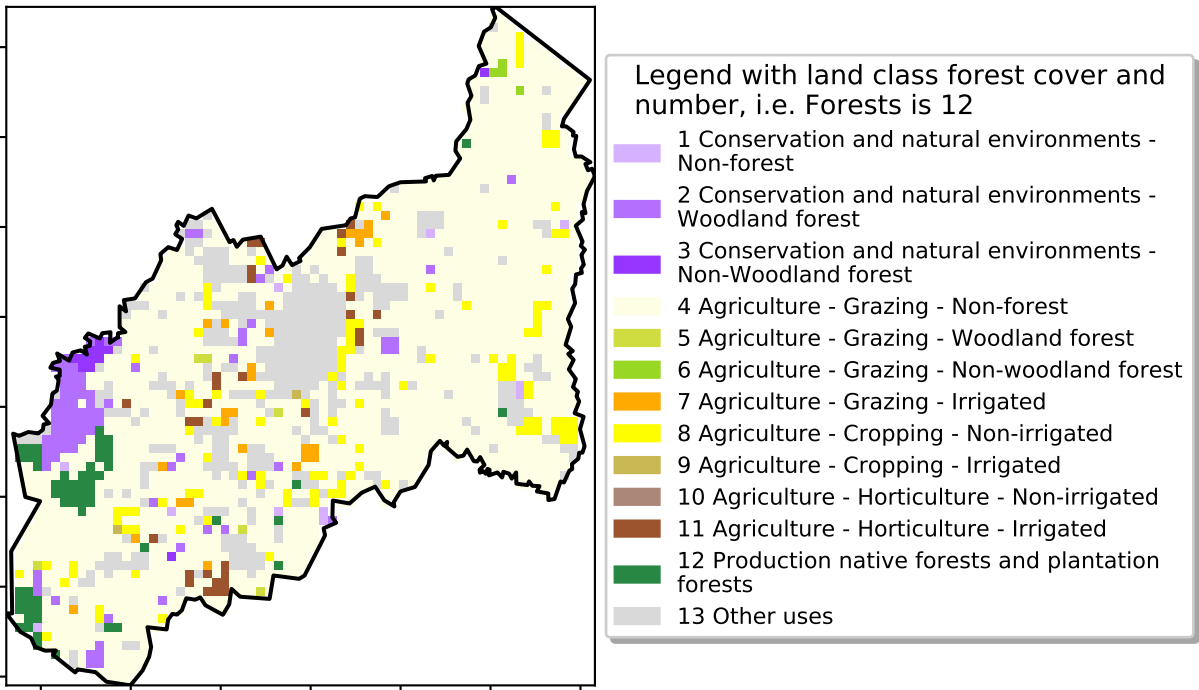 Legend with land class forest cover and
number, i.e. Forests is 12
1 Conservation and natural environments -
Non-forest
2 Conservation and natural environments -
Woodland forest
3 Conservation and natural environments -
Non-Woodland forest
4 Agriculture - Grazing - Non-forest
5 Agriculture - Grazing - Woodland forest
6 Agriculture - Grazing - Non-woodland forest
7 Agriculture - Grazing - Irrigated
8 Agriculture - Cropping - Non-irrigated
9 Agriculture - Cropping - Irrigated
10 Agriculture - Horticulture - Non-irrigated
11 Agriculture - Horticulture - Irrigated
12 Production native forests and plantation
forests
13 Other uses